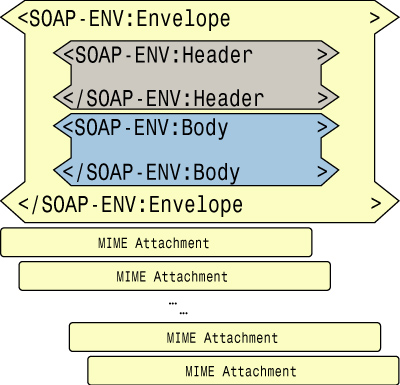 <SOAP-ENV:Envelope >
<SOAP-ENV:Header >
</SOAP-ENV:Header >
<SOAP-ENV:Body >
</SOAP-ENV:Body >
</SOAP-ENV:Envelope >
MIME Attachment
MIME Attachment
...
...
MIME Attachment
MIME Attachment